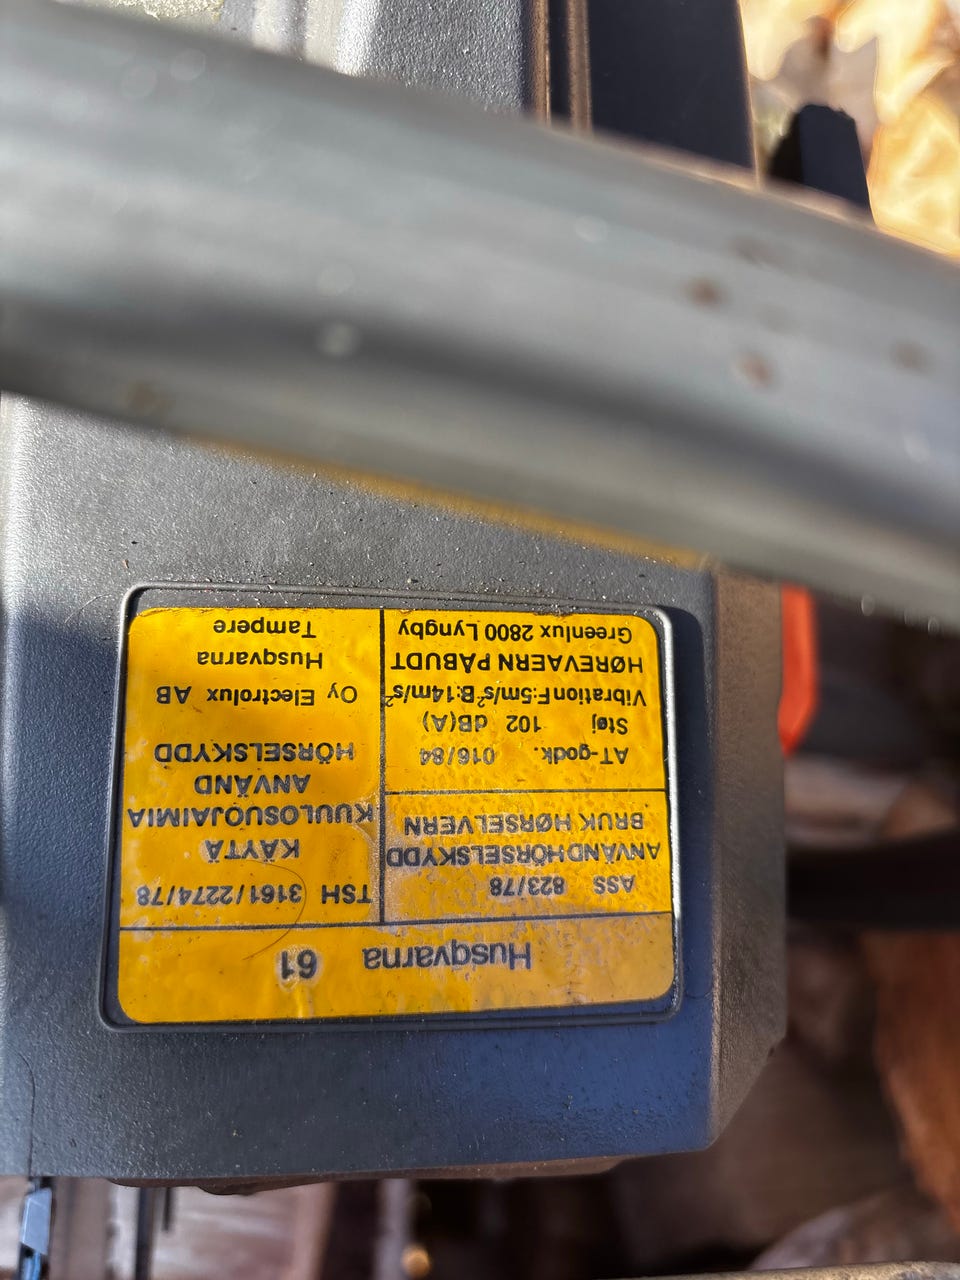 Husqvarna 61
ASS 823/78
ANVÄND HÖRSELSKYDD
BRUK HØRSELVERN
AT-godk. 016/84
Støj 102 dB(A)
Vibration F:5m/s² B:14m/s²
HØREVAERN PÅBUDT
Greenlux 2800 Lyngby
TSH 3161/2274/78
KÄYTÄ
KUULOSUOJAIMIA
ANVÄND
HÖRSELSKYDD
Oy Electrolux AB
Husqvarna
Tampere